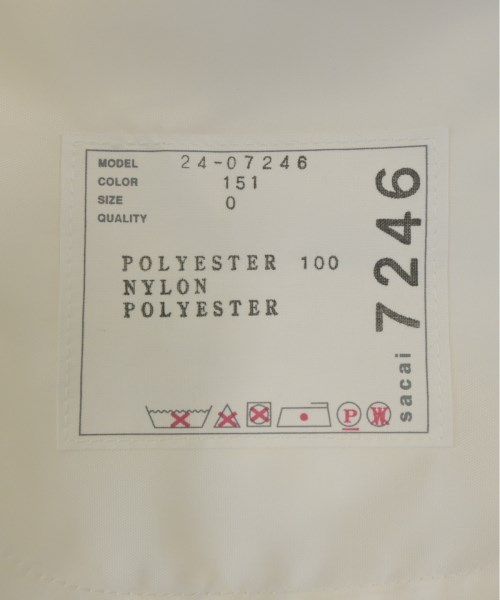 MODEL 24-07246
COLOR 151
SIZE 0
QUALITY
POLYESTER 100
NYLON
POLYESTER
sacai 7246
P
W